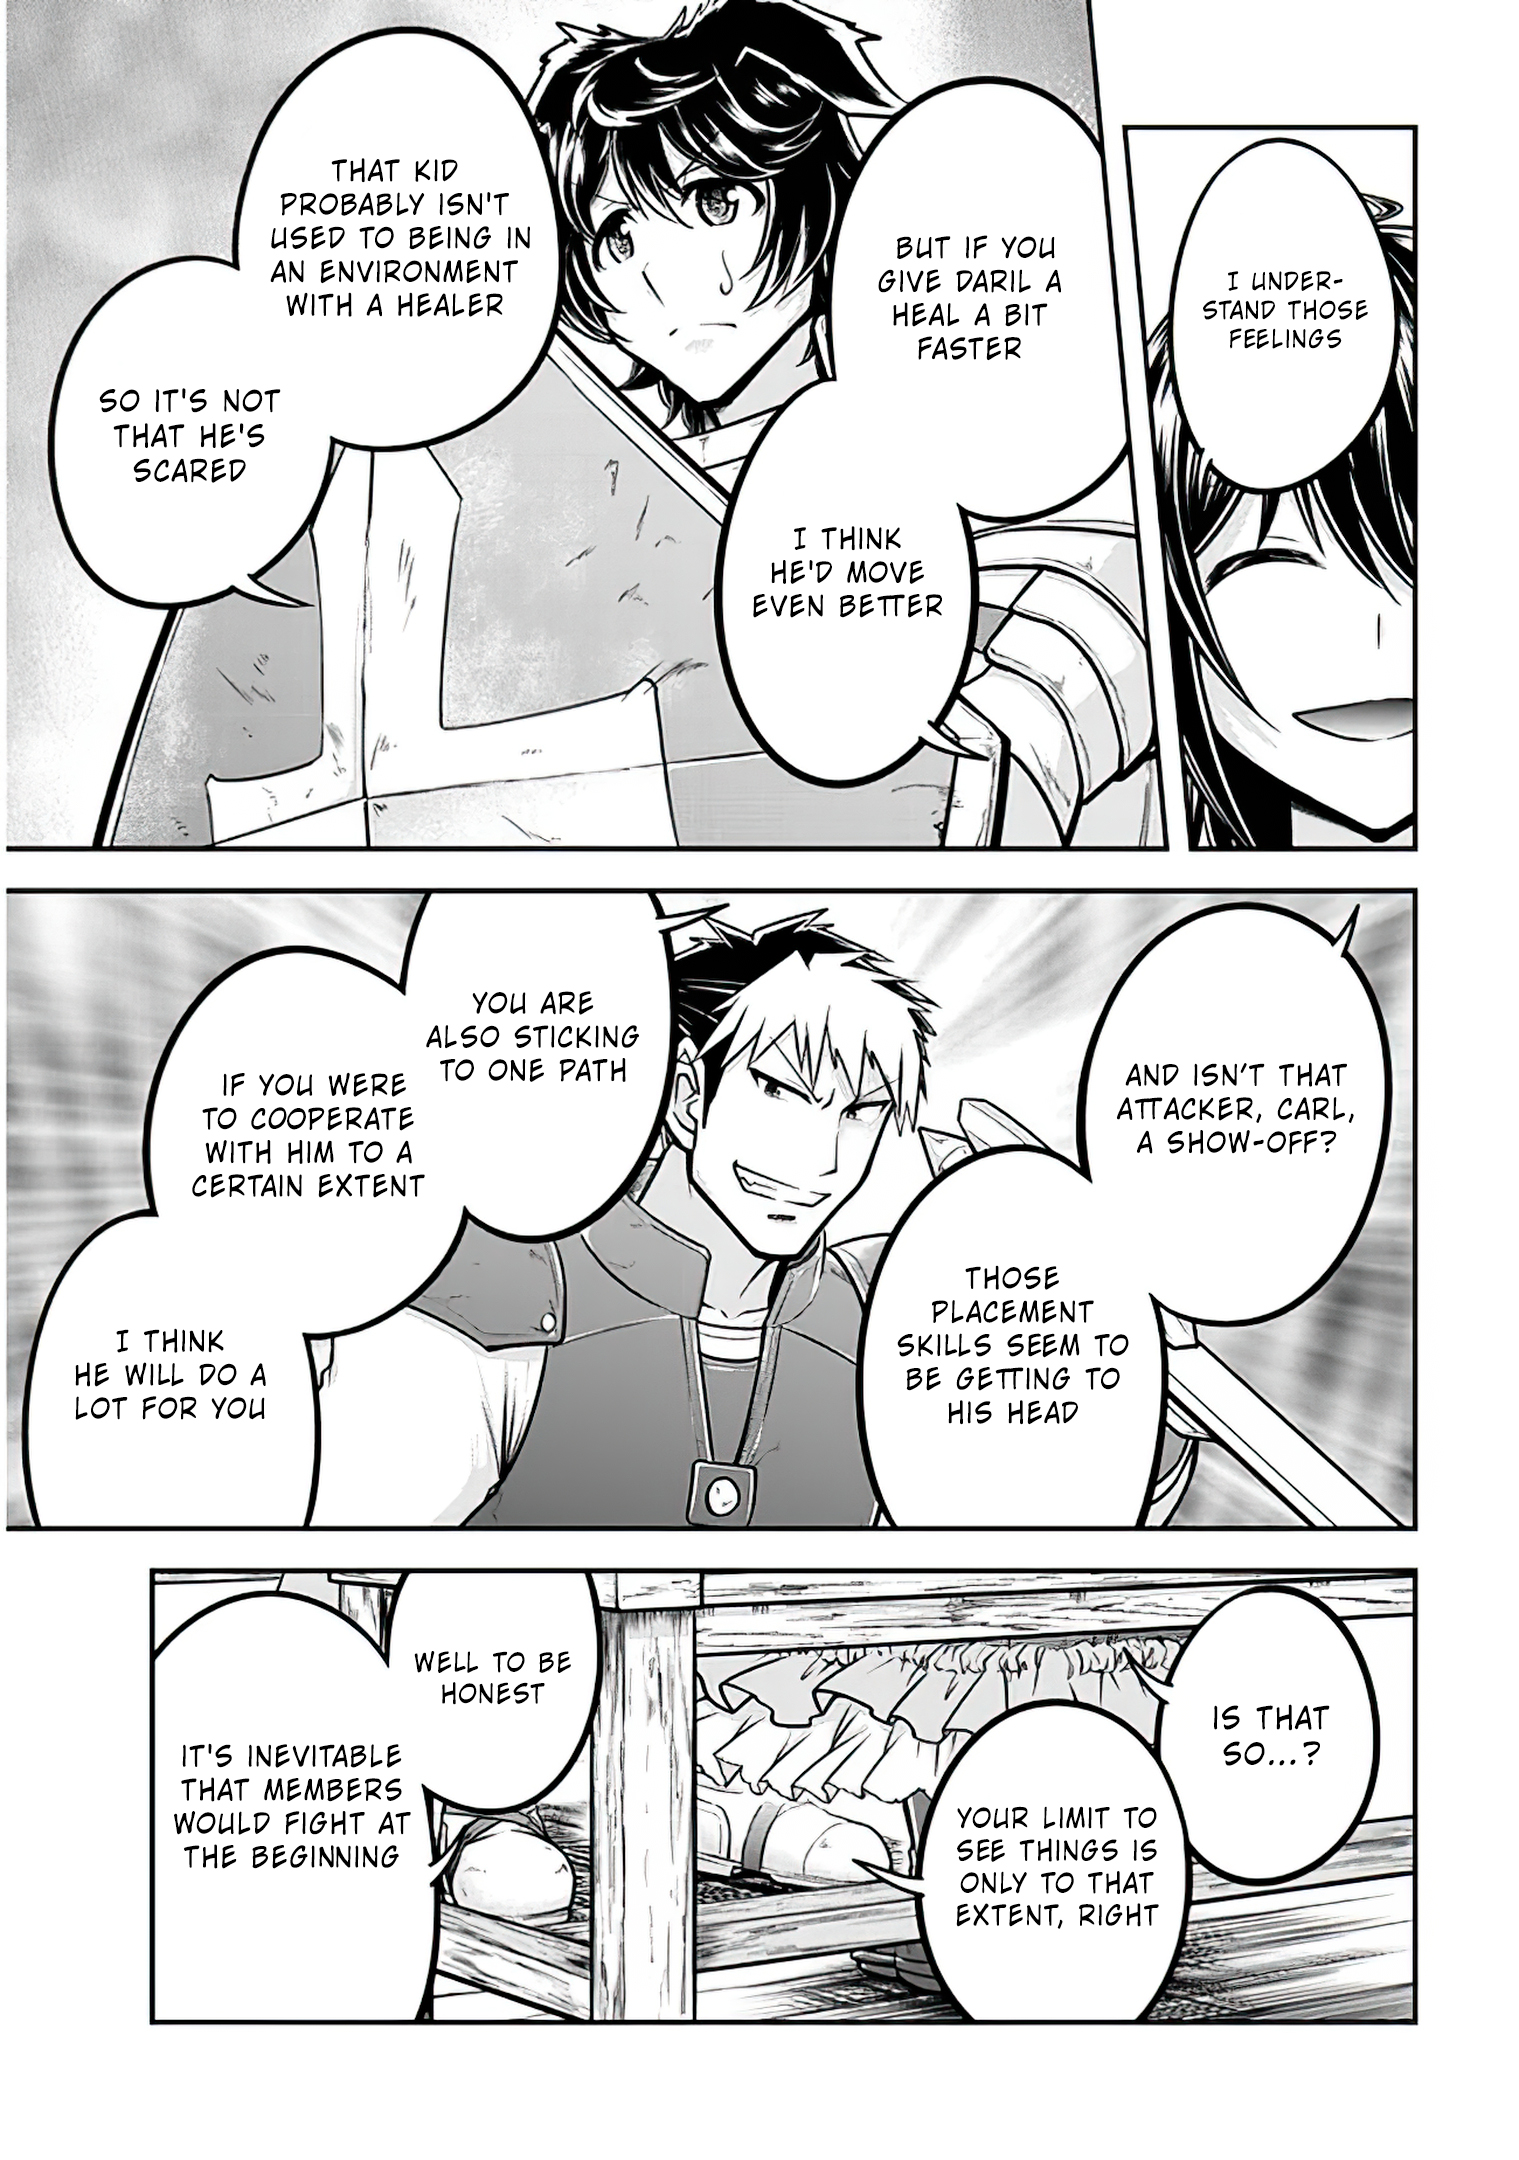 I UNDER-
STAND THOSE
FEELINGS
BUT IF YOU
GIVE DARIL A
HEAL A BIT
FASTER
I THINK
HE'D MOVE
EVEN BETTER
THAT KID
PROBABLY ISN'T
USED TO BEING IN
AN ENVIRONMENT
WITH A HEALER
SO IT'S NOT
THAT HE'S
SCARED
AND ISN'T THAT
ATTACKER, CARL,
A SHOW-OFF?
THOSE
PLACEMENT
SKILLS SEEM TO
BE GETTING TO
HIS HEAD
YOU ARE
ALSO STICKING
TO ONE PATH
IF YOU WERE
TO COOPERATE
WITH HIM TO A
CERTAIN EXTENT
I THINK
HE WILL DO A
LOT FOR YOU
IS THAT
SO...?
YOUR LIMIT TO
SEE THINGS IS
ONLY TO THAT
EXTENT, RIGHT
WELL TO BE
HONEST
IT'S INEVITABLE
THAT MEMBERS
WOULD FIGHT AT
THE BEGINNING